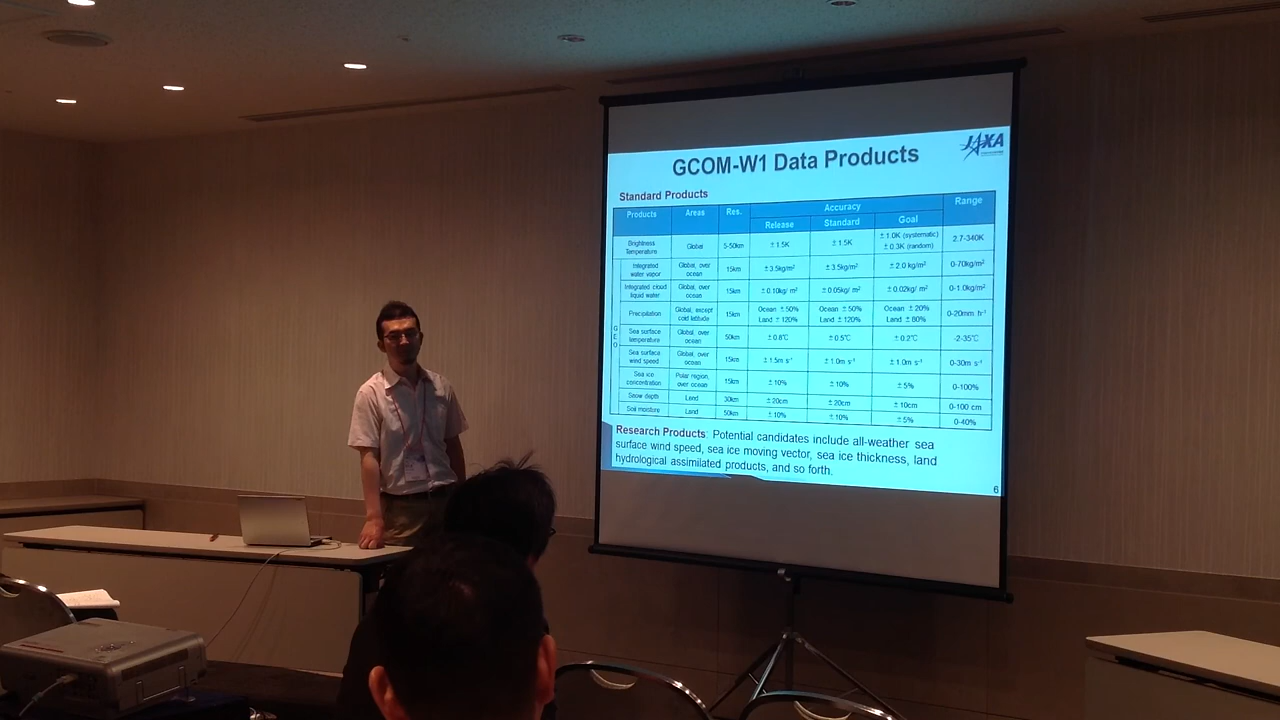 JAXA
GCOM-W1 Data Products
Standard Products
Products Areas Res. Accuracy Range
Release Standard Goal
Brightness Temperature Global 5-50km ±1.5K ±1.5K ±1.0K (systematic) ±0.3K (random) 2.7-340K
GEO
Integrated water vapor Global, over ocean 15km ±3.5kg/m² ±3.5kg/m² ±2.0 kg/m² 0-70kg/m²
Integrated cloud liquid water Global, over ocean 15km ±0.10kg/ m² ±0.05kg/ m² ±0.02kg/ m² 0-1.0kg/m²
Precipitation Global, except cold latitude 15km Ocean ±50% Land ±120% Ocean ±50% Land ±120% Ocean ±20% Land ±80% 0-20mm hr⁻¹
Sea surface temperature Global, over ocean 50km ±0.8℃ ±0.5℃ ±0.2℃ -2-35℃
Sea surface wind speed Global, over ocean 15km ±1.5m s⁻¹ ±1.0m s⁻¹ ±1.0m s⁻¹ 0-30m s⁻¹
Sea ice concentration Polar region, over ocean 15km ±10% ±10% ±5% 0-100%
Snow depth Land 30km ±20cm ±20cm ±10cm 0-100 cm
Soil moisture Land 50km ±10% ±10% ±5% 0-40%
Research Products: Potential candidates include all-weather sea
surface wind speed, sea ice moving vector, sea ice thickness, land
hydrological assimilated products, and so forth.
6